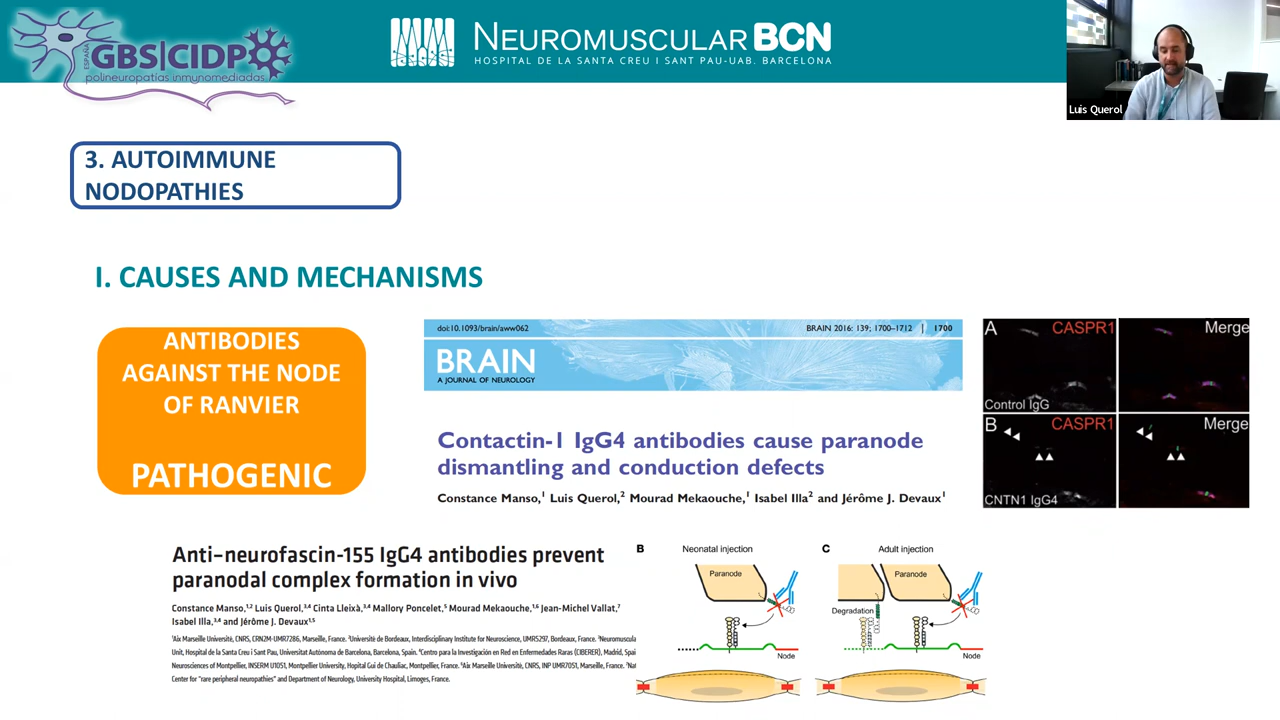 ESPAÑA
GBS|CIDP
polineuropatías inmunomediadas
NEUROMUSCULAR BCN
HOSPITAL DE LA SANTA CREU I SANT PAU-UAB. BARCELONA
Luis Querol
3. AUTOIMMUNE
NODOPATHIES
I. CAUSES AND MECHANISMS
ANTIBODIES
AGAINST THE NODE
OF RANVIER
PATHOGENIC
doi:10.1093/brain/aww062
BRAIN 2016: 139; 1700–1712 | 1700
BRAIN
A JOURNAL OF NEUROLOGY
Contactin-1 IgG4 antibodies cause paranode
dismantling and conduction defects
Constance Manso,1 Luis Querol,2 Mourad Mekaouche,1 Isabel Illa2 and Jérôme J. Devaux1
A CASPR1 Merge
Control IgG
B CASPR1 Merge
CNTN1 IgG4
Anti–neurofascin-155 IgG4 antibodies prevent
paranodal complex formation in vivo
Constance Manso,1,2 Luis Querol,3,4 Cinta Lleixà,3,4 Mallory Poncelet,5 Mourad Mekaouche,1,6 Jean-Michel Vallat,7
Isabel Illa,3,4 and Jérôme J. Devaux1,5
1Aix Marseille Université, CNRS, CRN2M-UMR7286, Marseille, France. 2Université de Bordeaux, Interdisciplinary Institute for Neuroscience, UMR5297, Bordeaux, France. 3Neuromuscula
Unit, Hospital de la Santa Creu i Sant Pau, Universitat Autònoma de Barcelona, Barcelona, Spain. 4Centro para la Investigación en Red en Enfermedades Raras (CIBERER), Madrid, Spai
Neurosciences of Montpellier, INSERM U1051, Montpellier University, Hopital Gui de Chauliac, Montpellier, France. 6Aix Marseille Université, CNRS, INP UMR7051, Marseille, France. 7Nat
Center for "rare peripheral neuropathies" and Department of Neurology, University Hospital, Limoges, France.
B Neonatal injection
Paranode
Node
C Adult injection
Paranode
Degradation
Node